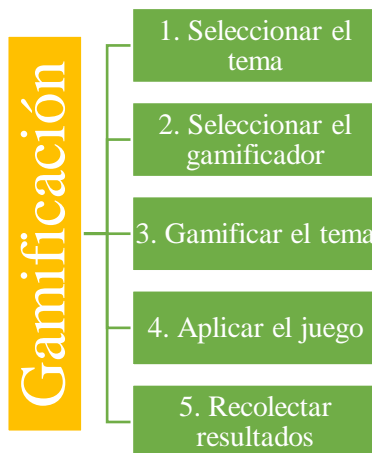 Gamificación
1. Seleccionar el
tema
2. Seleccionar el
gamificador
3. Gamificar el tema
4. Aplicar el juego
5. Recolectar
resultados